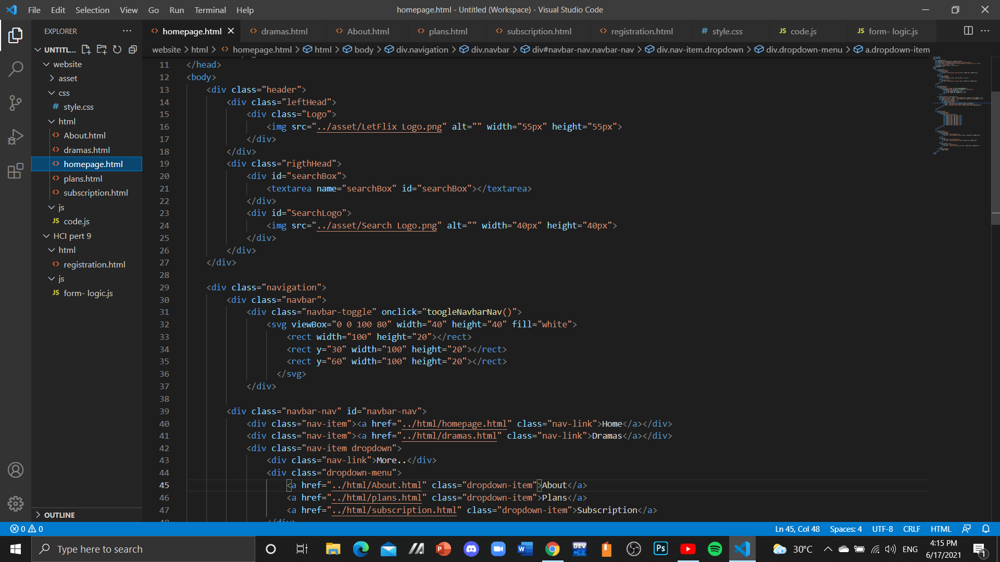 File Edit Selection View Go Run Terminal Help
homepage.html - Untitled (Workspace) - Visual Studio Code
EXPLORER
homepage.html
dramas.html
About.html
plans.html
subscription.html
registration.html
# style.css
JS code.js
JS form- logic.js
UNTITL...
website > html > homepage.html > html > body > div.navigation > div.navbar > div#navbar-nav.navbar-nav > div.nav-item.dropdown > div.dropdown-menu > a.dropdown-item
website
asset
css
# style.css
html
About.html
dramas.html
homepage.html
plans.html
subscription.html
js
JS code.js
HCI pert 9
html
registration.html
js
JS form- logic.js
OUTLINE
11 </head>
12 <body>
13 <div class="header">
14 <div class="leftHead">
15 <div class="Logo">
16 <img src="../asset/LetFlix Logo.png" alt="" width="55px" height="55px">
17 </div>
18 </div>
19 <div class="rigthHead">
20 <div id="searchBox">
21 <textarea name="searchBox" id="searchBox"></textarea>
22 </div>
23 <div id="SearchLogo">
24 <img src="../asset/Search Logo.png" alt="" width="40px" height="40px">
25 </div>
26 </div>
27 </div>
28
29 <div class="navigation">
30 <div class="navbar">
31 <div class="navbar-toggle" onclick="toogleNavbarNav()">
32 <svg viewBox="0 0 100 80" width="40" height="40" fill="white">
33 <rect width="100" height="20"></rect>
34 <rect y="30" width="100" height="20"></rect>
35 <rect y="60" width="100" height="20"></rect>
36 </svg>
37 </div>
38
39 <div class="navbar-nav" id="navbar-nav">
40 <div class="nav-item"><a href="../html/homepage.html" class="nav-link">Home</a></div>
41 <div class="nav-item"><a href="../html/dramas.html" class="nav-link">Dramas</a></div>
42 <div class="nav-item dropdown">
43 <div class="nav-link">More..</div>
44 <div class="dropdown-menu">
45 <a href="../html/About.html" class="dropdown-item">About</a>
46 <a href="../html/plans.html" class="dropdown-item">Plans</a>
47 <a href="../html/subscription.html" class="dropdown-item">Subscription</a>
48 </div>
0 0
Ln 45, Col 48 Spaces: 4 UTF-8 CRLF HTML
Type here to search
DEV C++
Ps
30°C
ENG
4:15 PM
6/17/2021
1